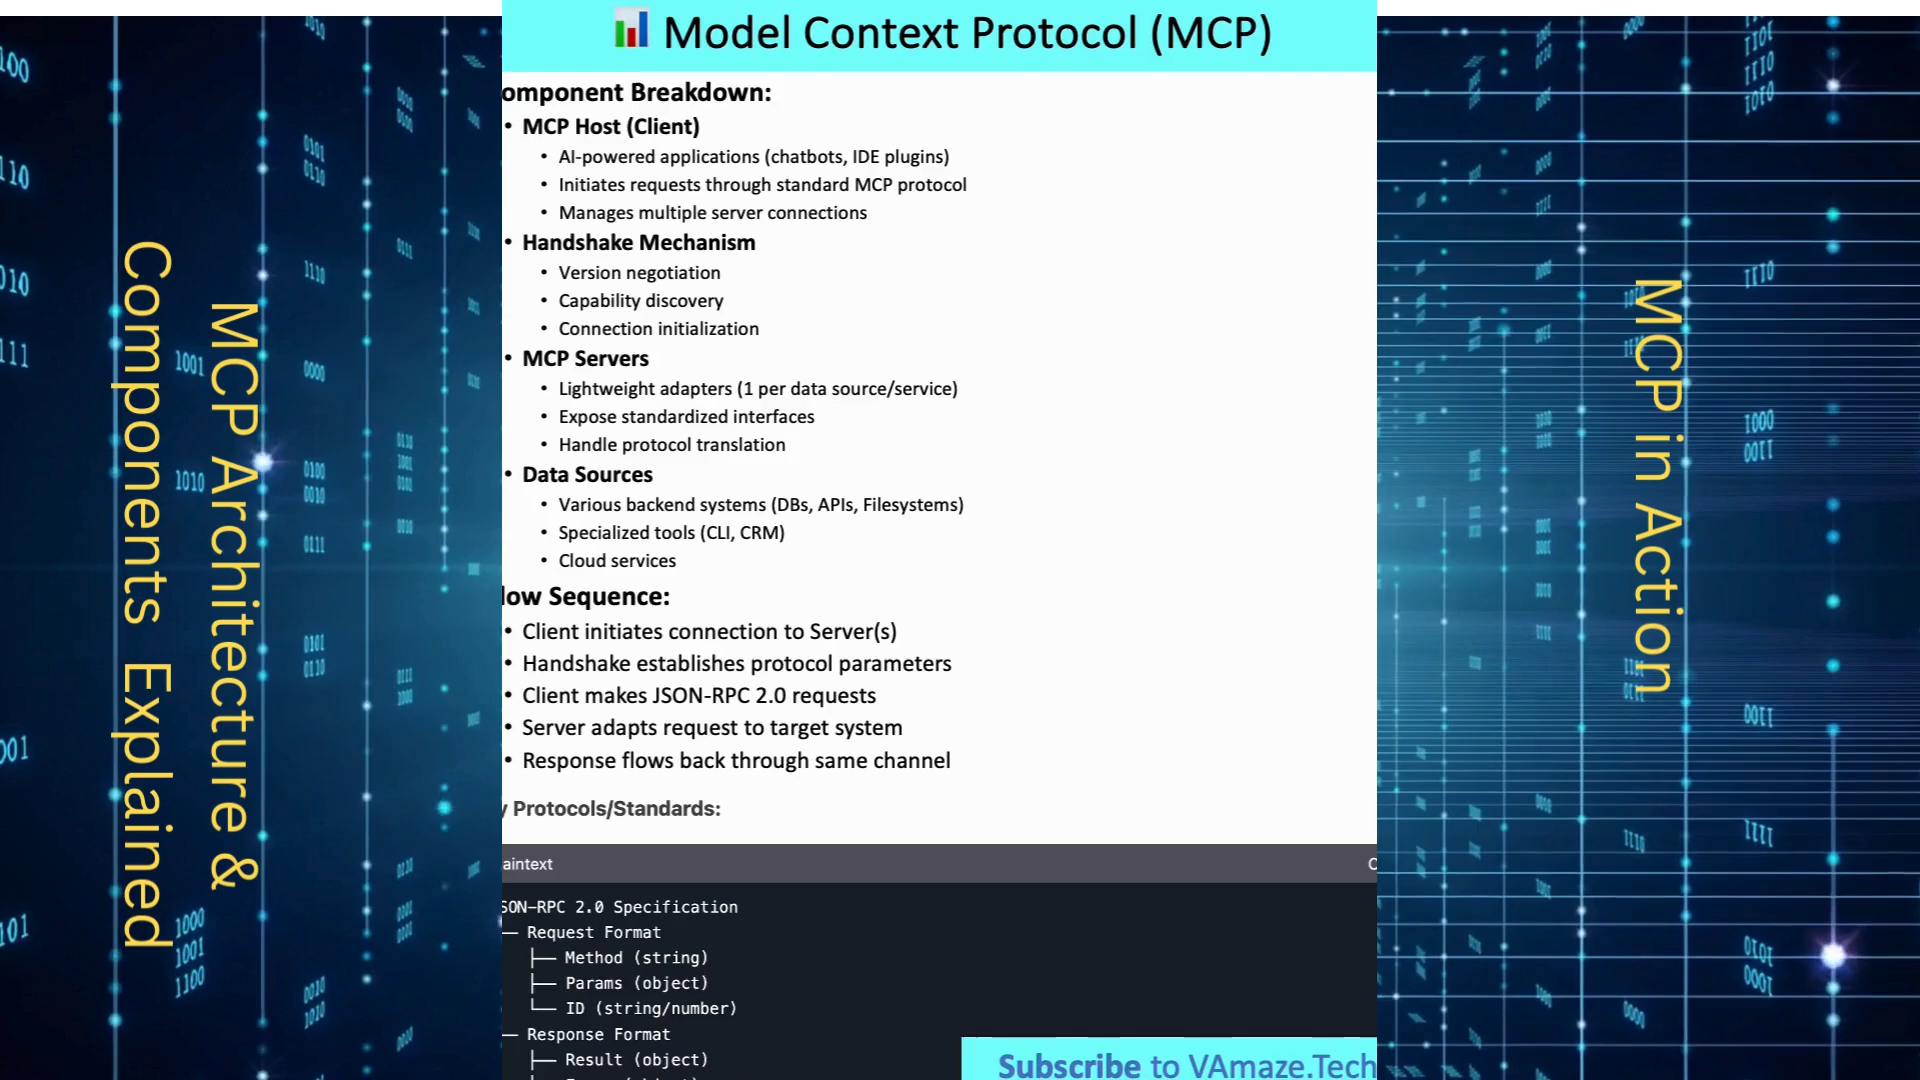 Model Context Protocol (MCP)
omponent Breakdown:
• MCP Host (Client)
• AI-powered applications (chatbots, IDE plugins)
• Initiates requests through standard MCP protocol
• Manages multiple server connections
• Handshake Mechanism
• Version negotiation
• Capability discovery
• Connection initialization
• MCP Servers
• Lightweight adapters (1 per data source/service)
• Expose standardized interfaces
• Handle protocol translation
• Data Sources
• Various backend systems (DBs, APIs, Filesystems)
• Specialized tools (CLI, CRM)
• Cloud services
low Sequence:
• Client initiates connection to Server(s)
• Handshake establishes protocol parameters
• Client makes JSON-RPC 2.0 requests
• Server adapts request to target system
• Response flows back through same channel
y Protocols/Standards:
aintext
SON-RPC 2.0 Specification
── Request Format
├── Method (string)
├── Params (object)
└── ID (string/number)
── Response Format
├── Result (object)
Subscribe to VAmaze.Tech
MCP Architecture &
Components Explained
MCP in Action